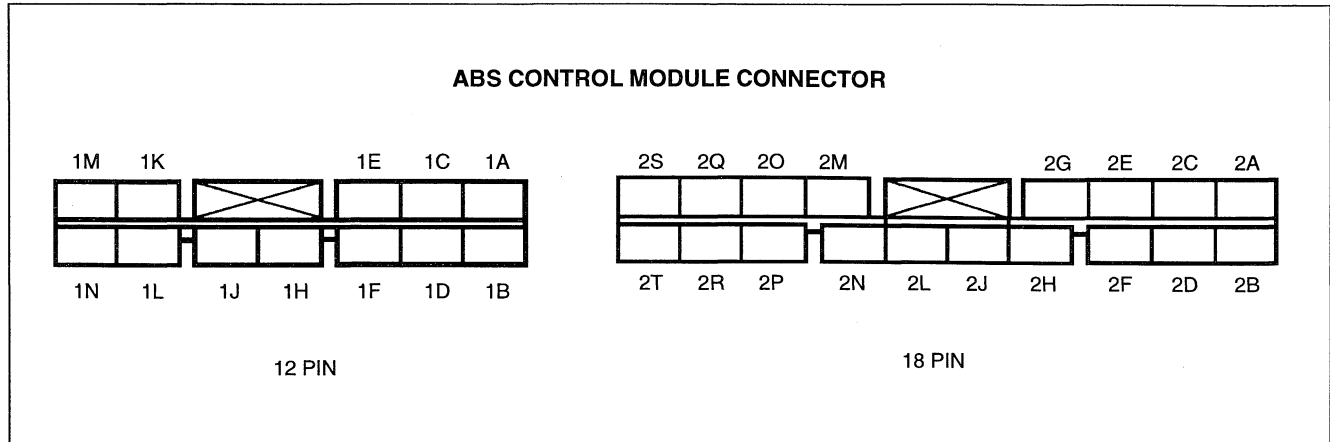 ABS CONTROL MODULE CONNECTOR
1M 1K 1E 1C 1A
1N 1L 1J 1H 1F 1D 1B
12 PIN
2S 2Q 2O 2M 2G 2E 2C 2A
2T 2R 2P 2N 2L 2J 2H 2F 2D 2B
18 PIN